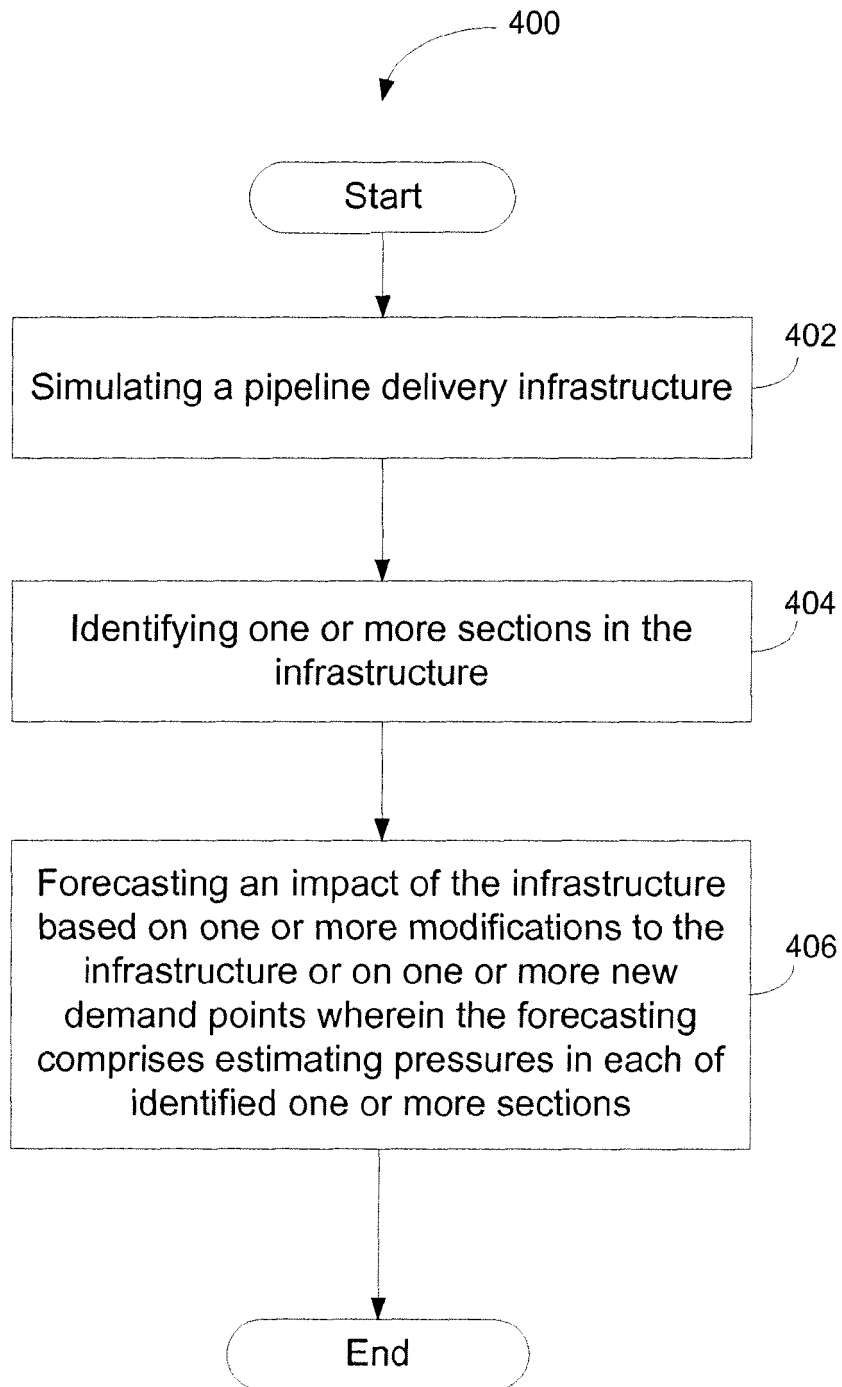 400
Start
402
Simulating a pipeline delivery infrastructure
404
Identifying one or more sections in the
infrastructure
Forecasting an impact of the infrastructure
based on one or more modifications to the
infrastructure or on one or more new
demand points wherein the forecasting
comprises estimating pressures in each of
identified one or more sections
406
End